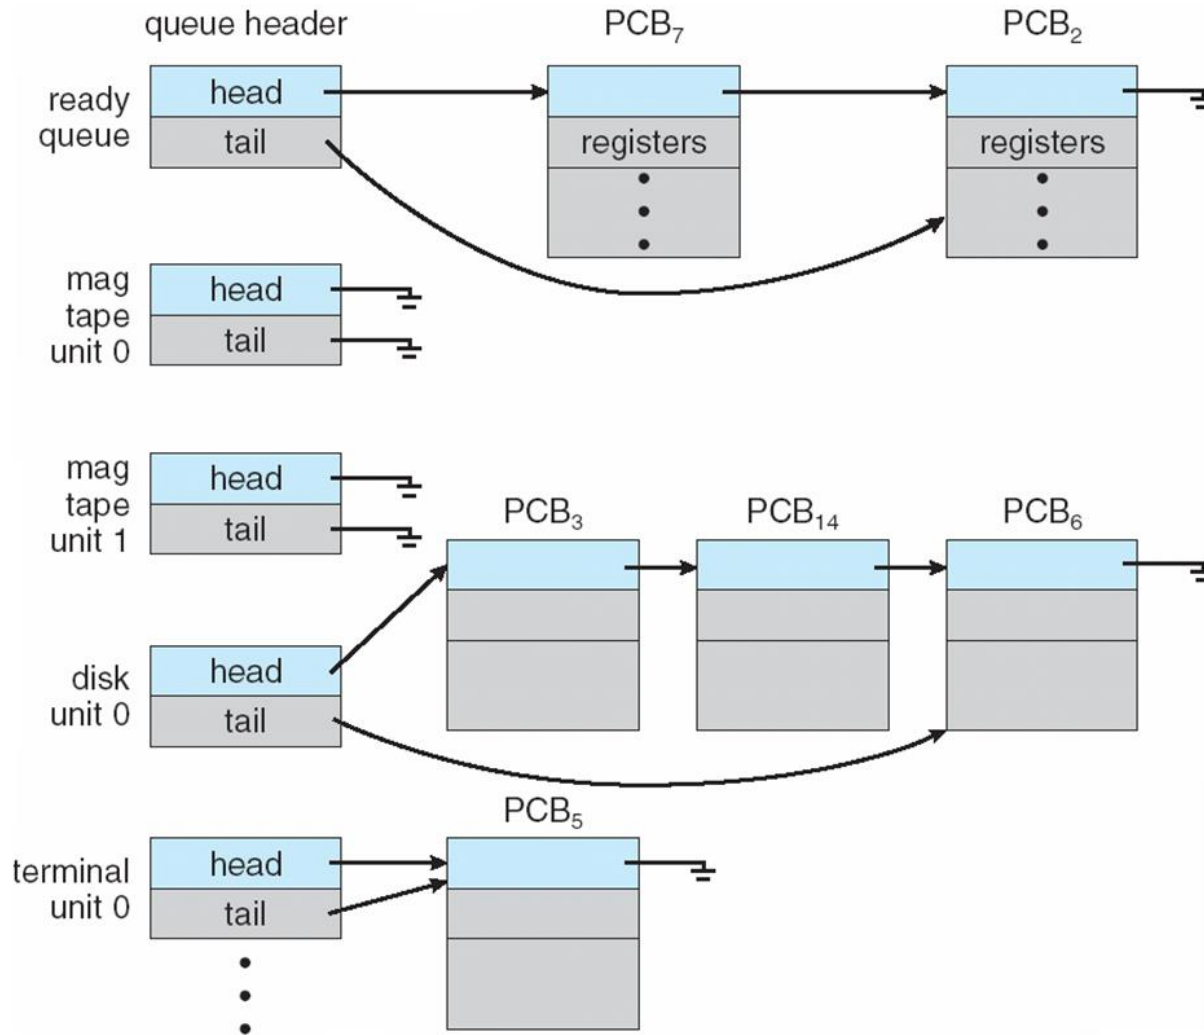 queue header
PCB₇
PCB₂
ready
queue
head
tail
registers
registers
mag
tape
unit 0
head
tail
mag
tape
unit 1
head
tail
PCB₃
PCB₁₄
PCB₆
disk
unit 0
head
tail
PCB₅
terminal
unit 0
head
tail